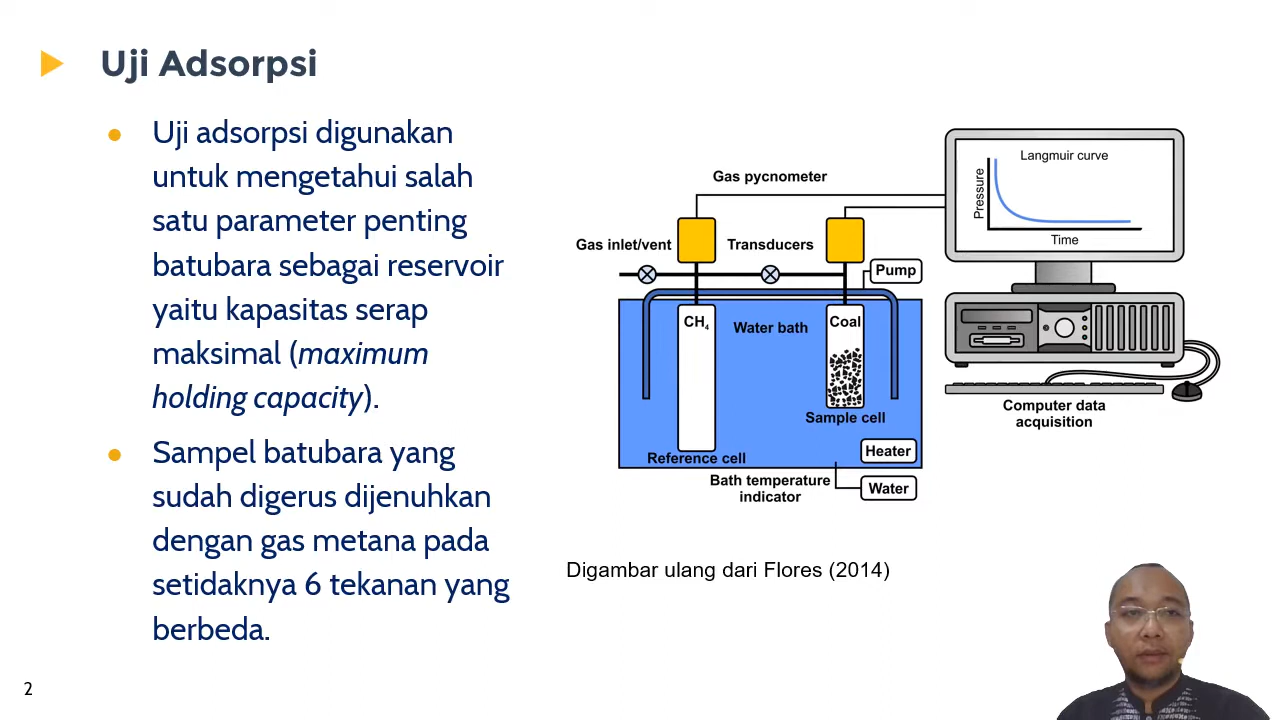 Uji Adsorpsi
● Uji adsorpsi digunakan
untuk mengetahui salah
satu parameter penting
batubara sebagai reservoir
yaitu kapasitas serap
maksimal (maximum
holding capacity).
● Sampel batubara yang
sudah digerus dijenuhkan
dengan gas metana pada
setidaknya 6 tekanan yang
berbeda.
Gas pycnometer
Gas inlet/vent
Transducers
Pump
CH₄
Water bath
Coal
Sample cell
Reference cell
Heater
Bath temperature
indicator
Water
Langmuir curve
Pressure
Time
Computer data
acquisition
Digambar ulang dari Flores (2014)
2